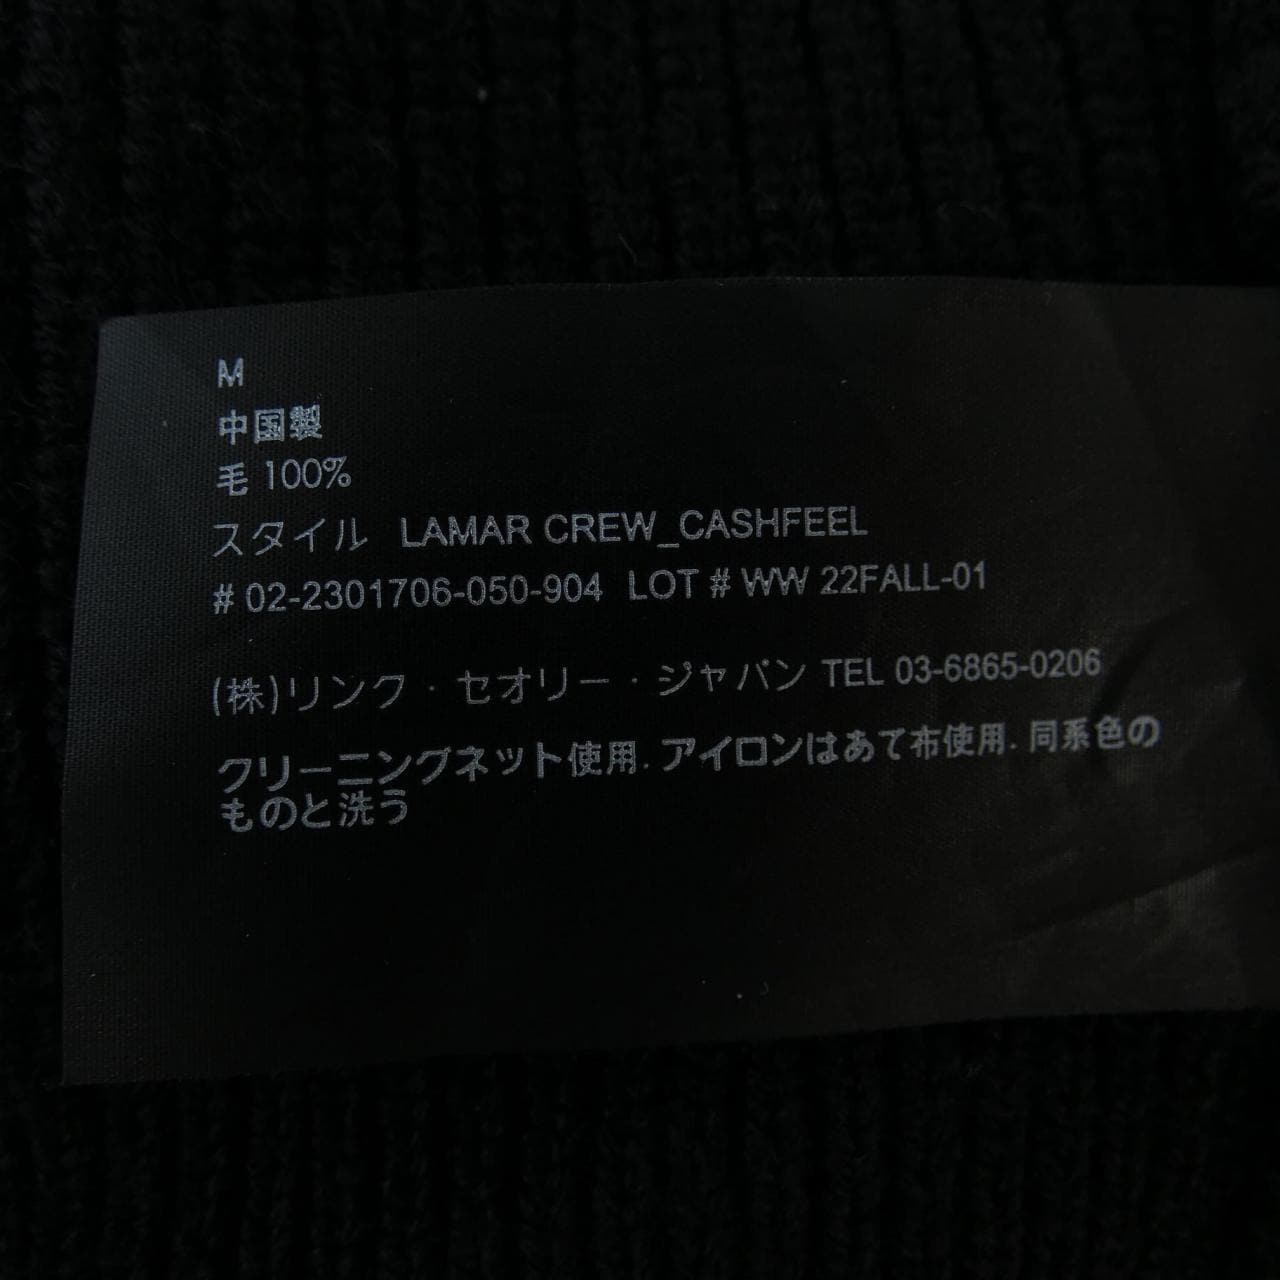 M
中国製
毛 100%
スタイル LAMAR CREW_CASHFEEL
# 02-2301706-050-904 LOT # WW 22FALL-01
(株)リンク・セオリー・ジャパン TEL 03-6865-0206
クリーニングネット使用. アイロンはあて布使用. 同系色の
ものと洗う